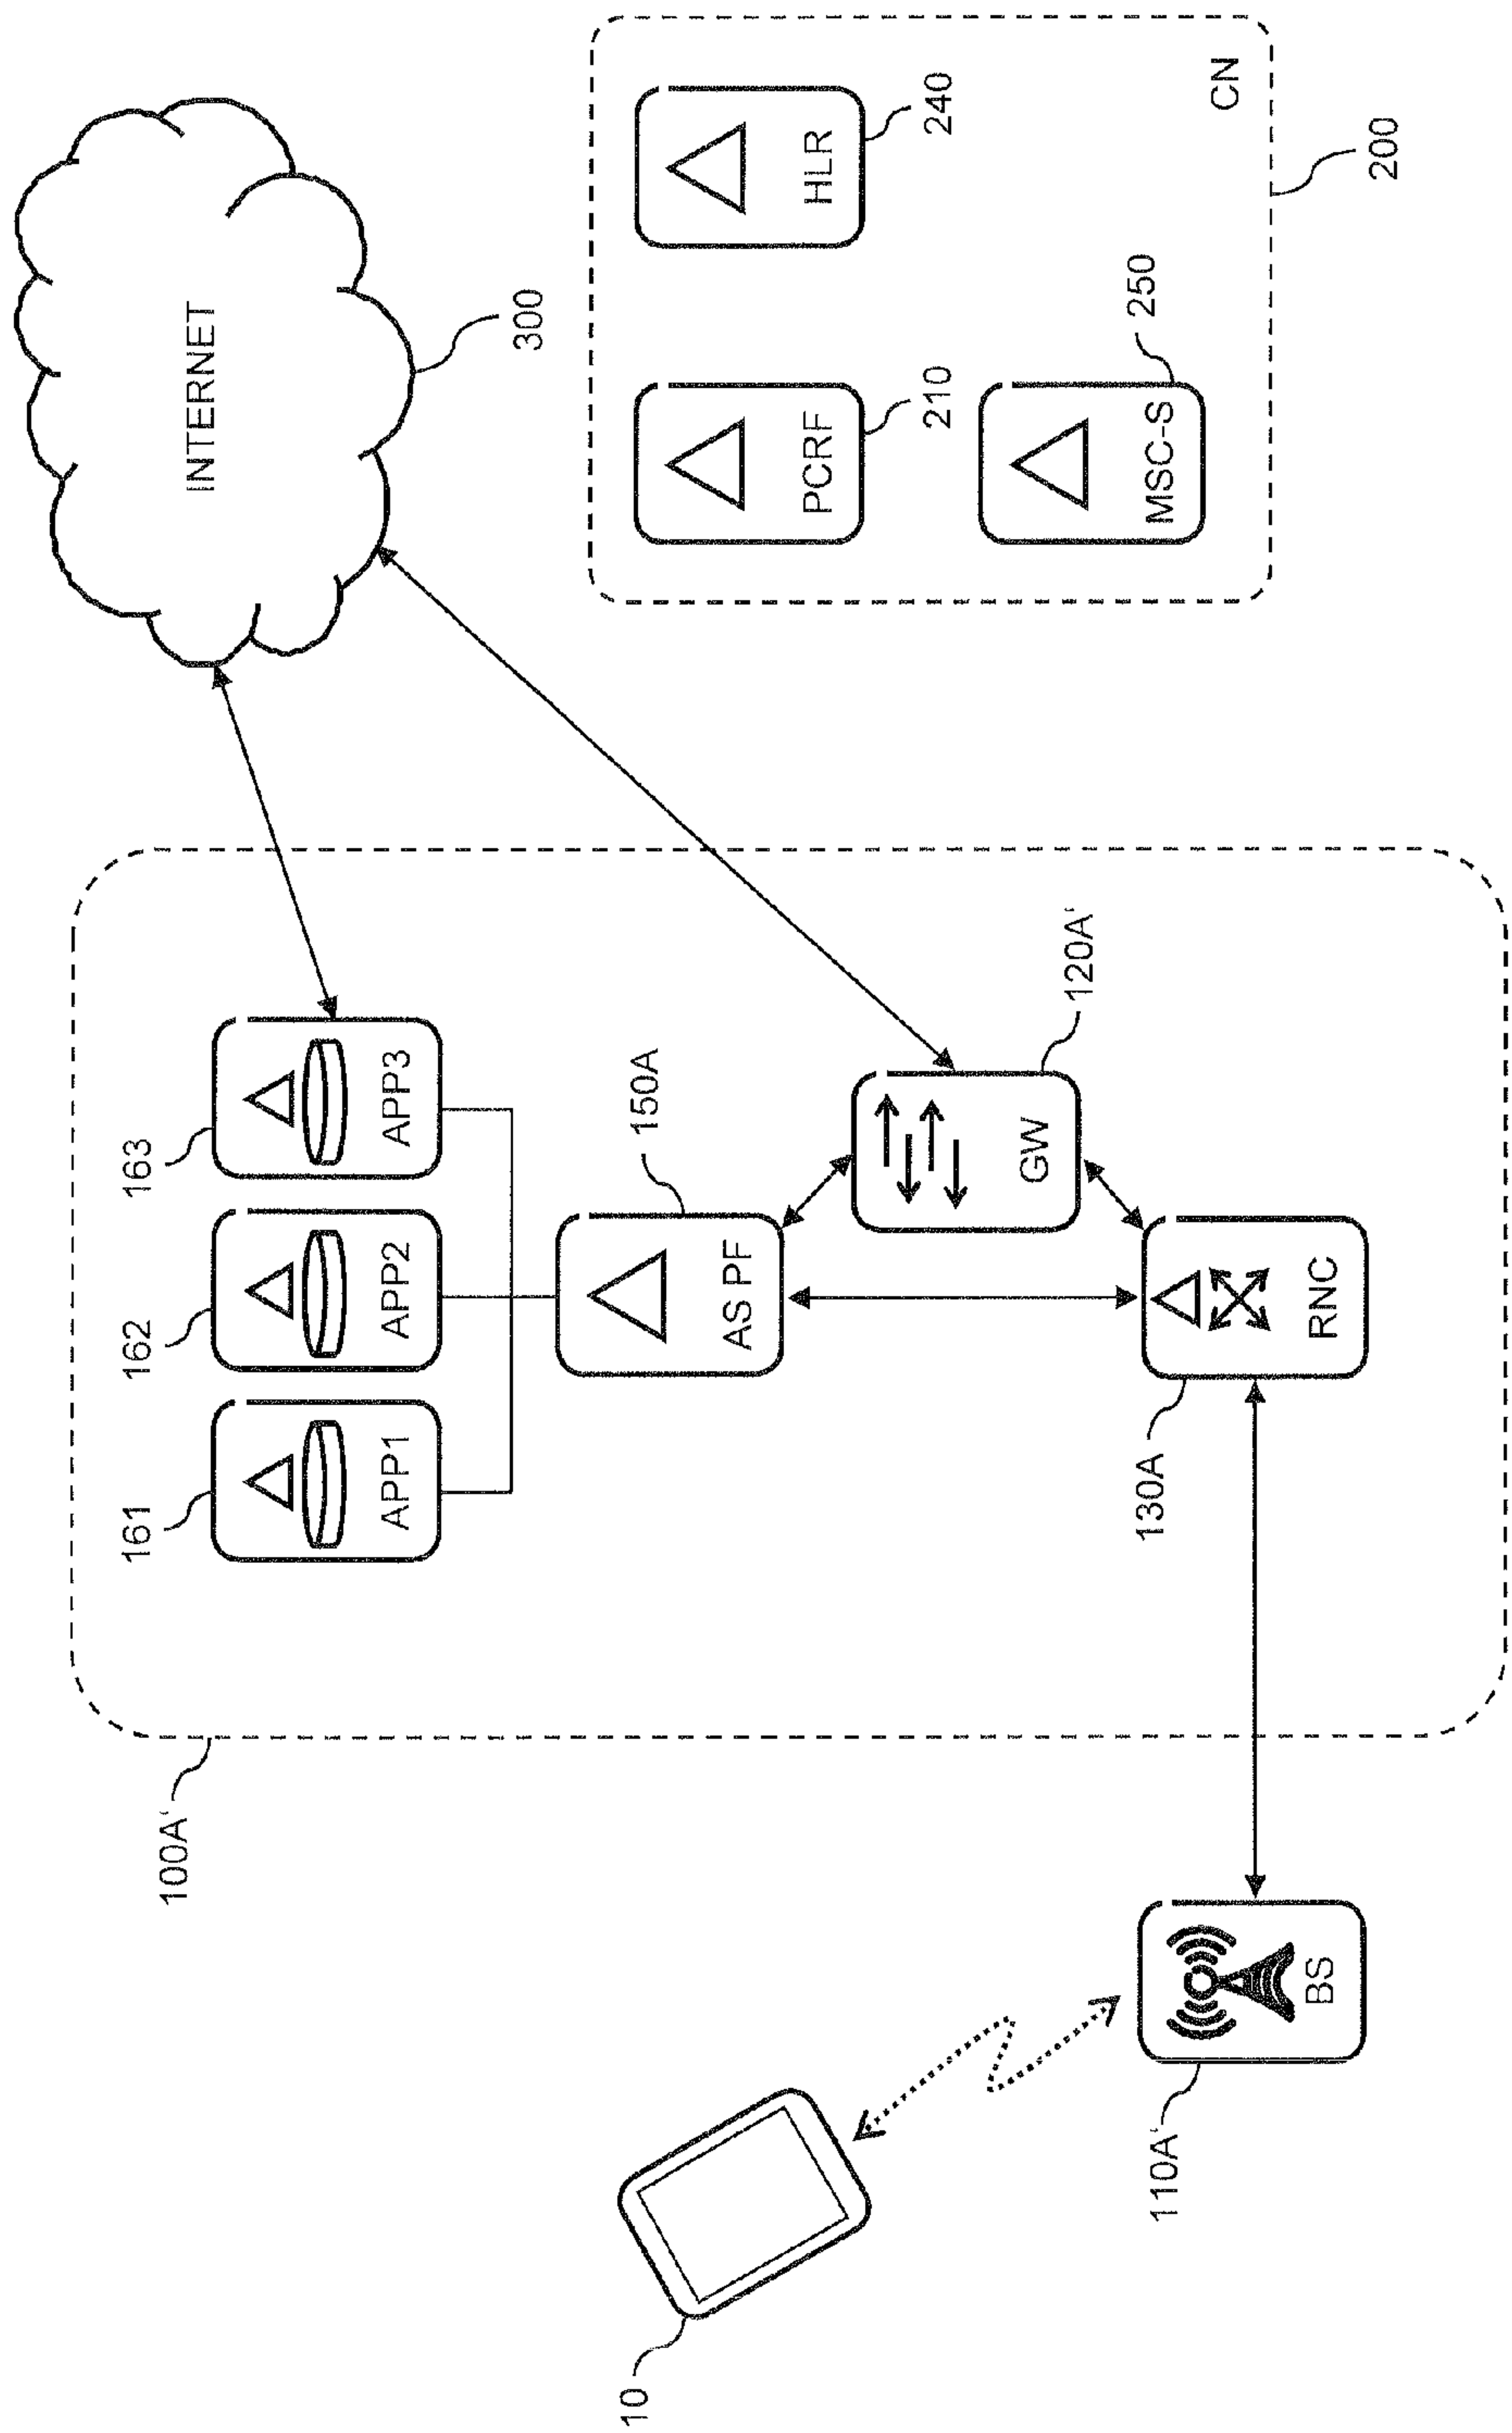 100A'
161
162
163
INTERNET
APP1
APP2
APP3
300
150A
AS PF
120A'
GW
130A
RNC
10
110A'
BS
PCRF
210
HLR
240
MSC-S
250
CN
200